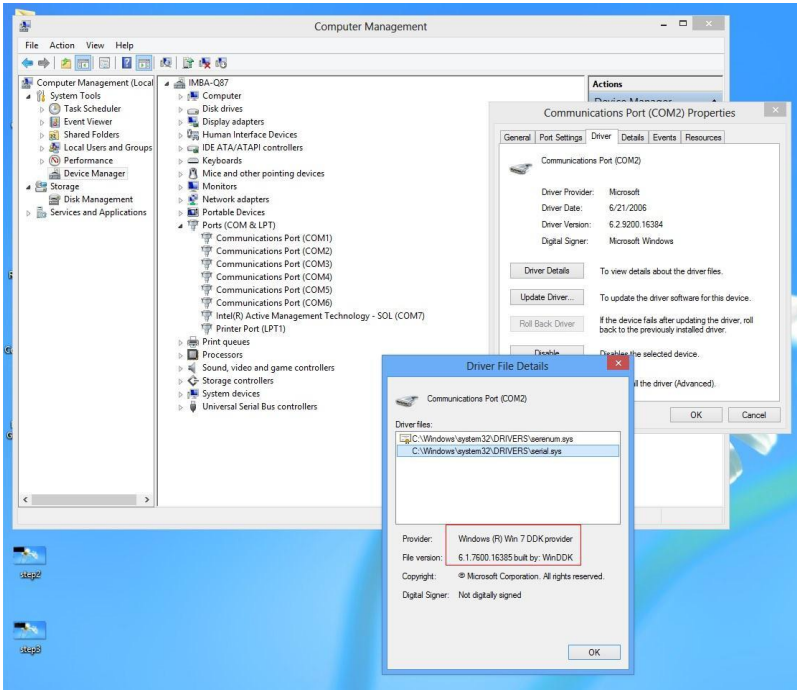 Computer Management
File Action View Help
Computer Management (Local
System Tools
Task Scheduler
Event Viewer
Shared Folders
Local Users and Groups
Performance
Device Manager
Storage
Disk Management
Services and Applications
IMBA-Q87
Computer
Disk drives
Display adapters
Human Interface Devices
IDE ATA/ATAPI controllers
Keyboards
Mice and other pointing devices
Monitors
Network adapters
Portable Devices
Ports (COM & LPT)
Communications Port (COM1)
Communications Port (COM2)
Communications Port (COM3)
Communications Port (COM4)
Communications Port (COM5)
Communications Port (COM6)
Intel(R) Active Management Technology - SOL (COM7)
Printer Port (LPT1)
Print queues
Processors
Sound, video and game controllers
Storage controllers
System devices
Universal Serial Bus controllers
Actions
Device Manager
Communications Port (COM2) Properties
General Port Settings Driver Details Events Resources
Communications Port (COM2)
Driver Provider: Microsoft
Driver Date: 6/21/2006
Driver Version: 6.2.9200.16384
Digital Signer: Microsoft Windows
Driver Details To view details about the driver files.
Update Driver... To update the driver software for this device.
Roll Back Driver If the device fails after updating the driver, roll
back to the previously installed driver.
Disable Disables the selected device.
the driver (Advanced).
OK Cancel
Driver File Details
Communications Port (COM2)
Driver files:
C:\Windows\system32\DRIVERS\serenum.sys
C:\Windows\system32\DRIVERS\serial.sys
Provider: Windows (R) Win 7 DDK provider
File version: 6.1.7600.16385 built by: WinDDK
Copyright: © Microsoft Corporation. All rights reserved.
Digital Signer: Not digitally signed
OK
step2
step3